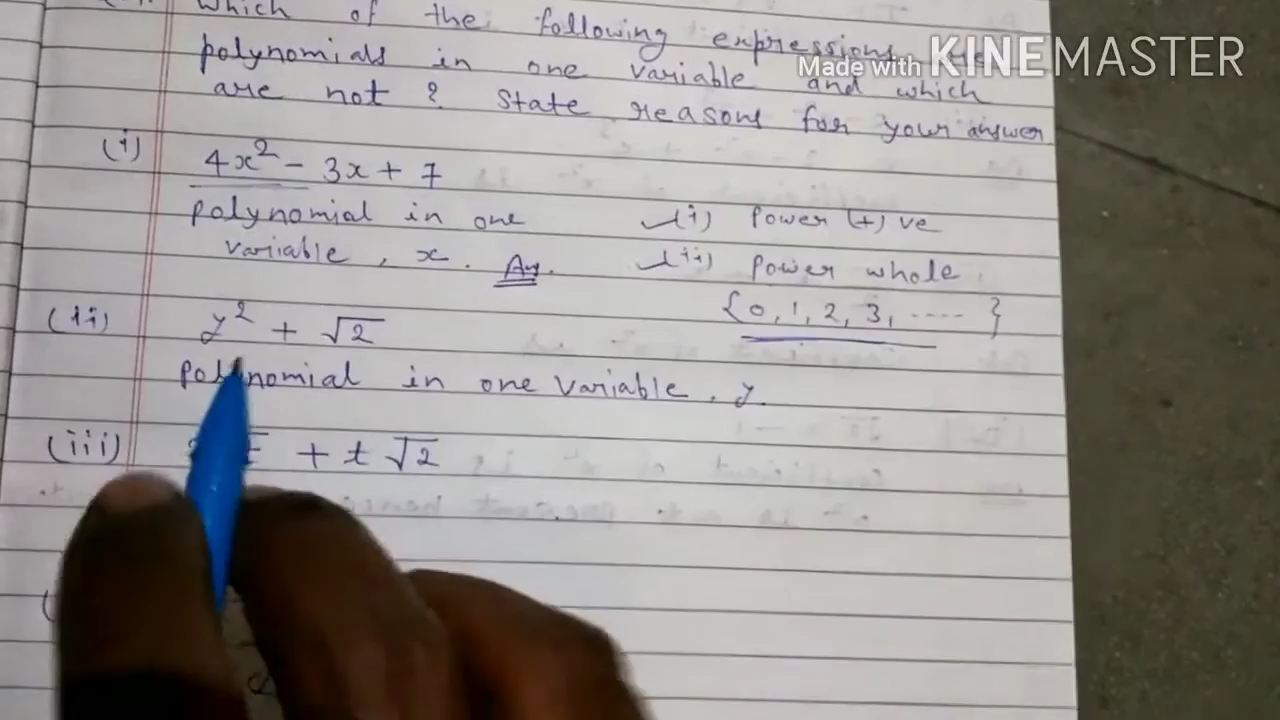 which of the following expressions
polynomials in one variable and which
are not ? State reasons for your answer
Made with KINEMASTER
(i) 4x² - 3x + 7
polynomial in one
variable, x. Ans.
(i) Power (+) ve
(ii) Power whole
{0, 1, 2, 3, ---- }
(ii) y² + √2
polynomial in one variable, y.
(iii) + t √2